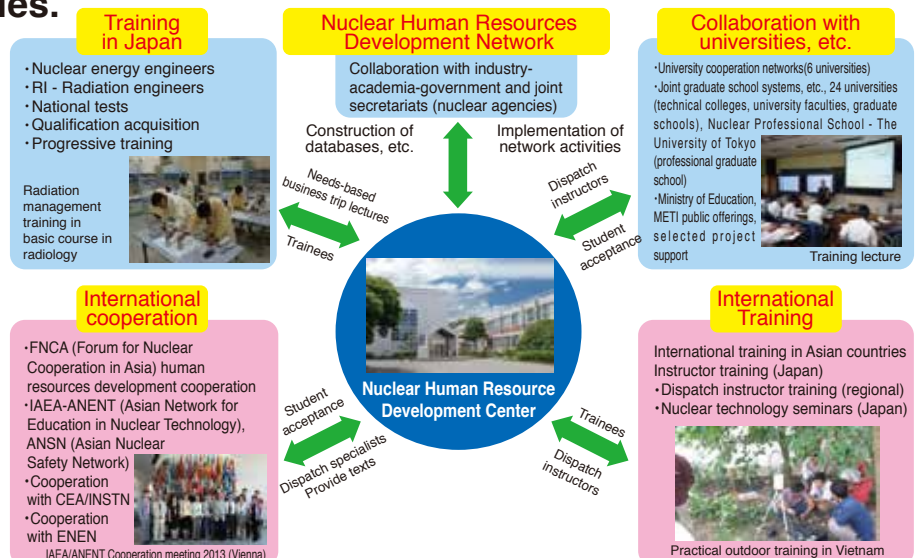 ies.
Training
in Japan
・Nuclear energy engineers
・RI - Radiation engineers
・National tests
・Qualification acquisition
・Progressive training
Radiation
management
training in
basic course in
radiology
Nuclear Human Resources
Development Network
Collaboration with industry-
academia-government and joint
secretariats (nuclear agencies)
Construction of
databases, etc.
Implementation of
network activities
Collaboration with
universities, etc.
・University cooperation networks(6 universities)
・Joint graduate school systems, etc., 24 universities
(technical colleges, university faculties, graduate
schools), Nuclear Professional School - The
University of Tokyo
(professional graduate
school)
・Ministry of Education,
METI public offerings,
selected project
support
Training lecture
Needs-based
business trip lectures
Trainees
Dispatch
instructors
Student
acceptance
Nuclear Human Resource
Development Center
International
cooperation
・FNCA (Forum for Nuclear
Cooperation in Asia) human
resources development cooperation
・IAEA-ANENT (Asian Network for
Education in Nuclear Technology),
ANSN (Asian Nuclear
Safety Network)
・Cooperation
with CEA/INSTN
・Cooperation
with ENEN
IAEA/ANENT Cooperation meeting 2013 (Vienna)
Student
acceptance
Dispatch specialists
Provide texts
Trainees
Dispatch
instructors
International
Training
International training in Asian countries
Instructor training (Japan)
・Dispatch instructor training (regional)
・Nuclear technology seminars (Japan)
Practical outdoor training in Vietnam